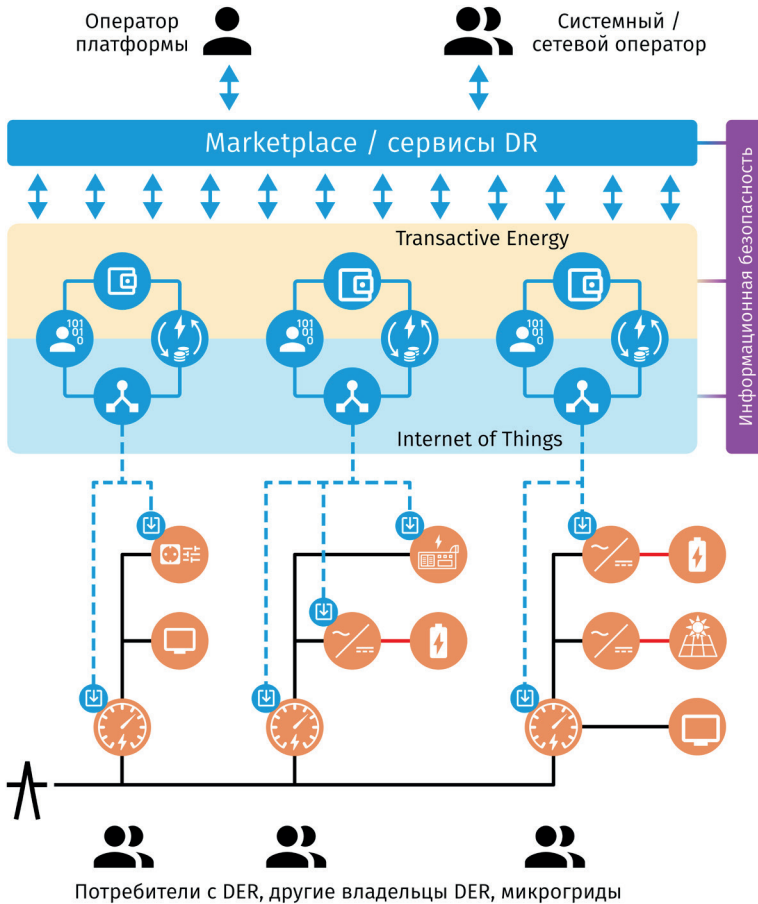 Оператор
платформы
Системный /
сетевой оператор
Marketplace / сервисы DR
Информационная безопасность
Transactive Energy
101
01
0
101
01
0
101
01
0
Internet of Things
Потребители с DER, другие владельцы DER, микрогриды